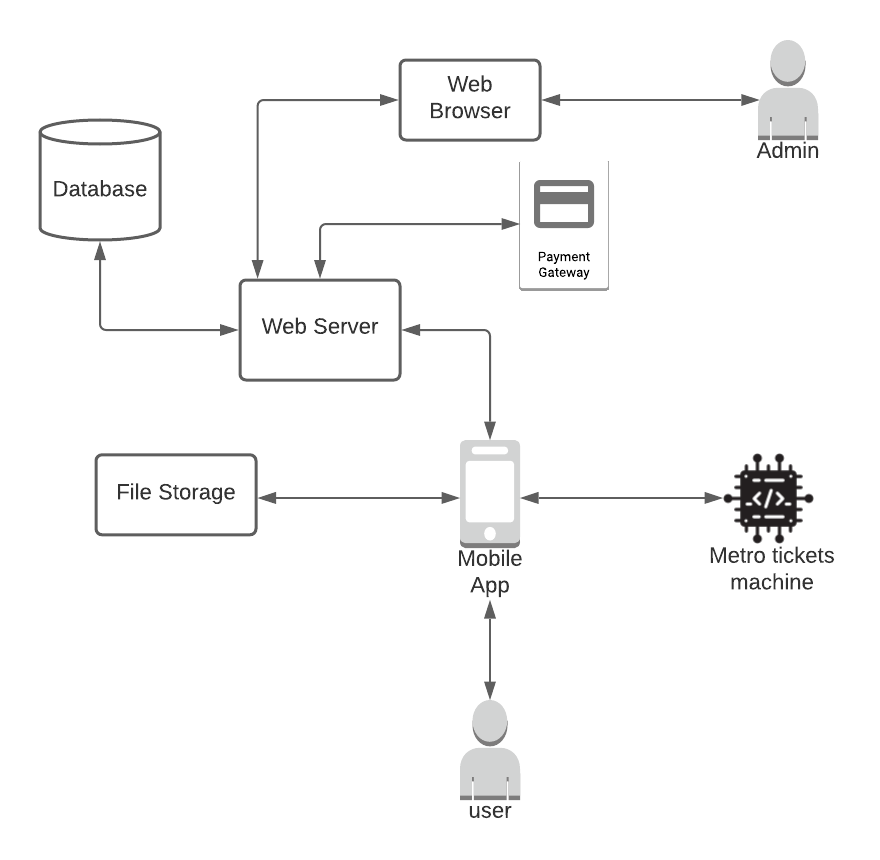 Web
Browser
Admin
Database
Payment
Gateway
Web Server
File Storage
</>
Mobile
App
Metro tickets
machine
user